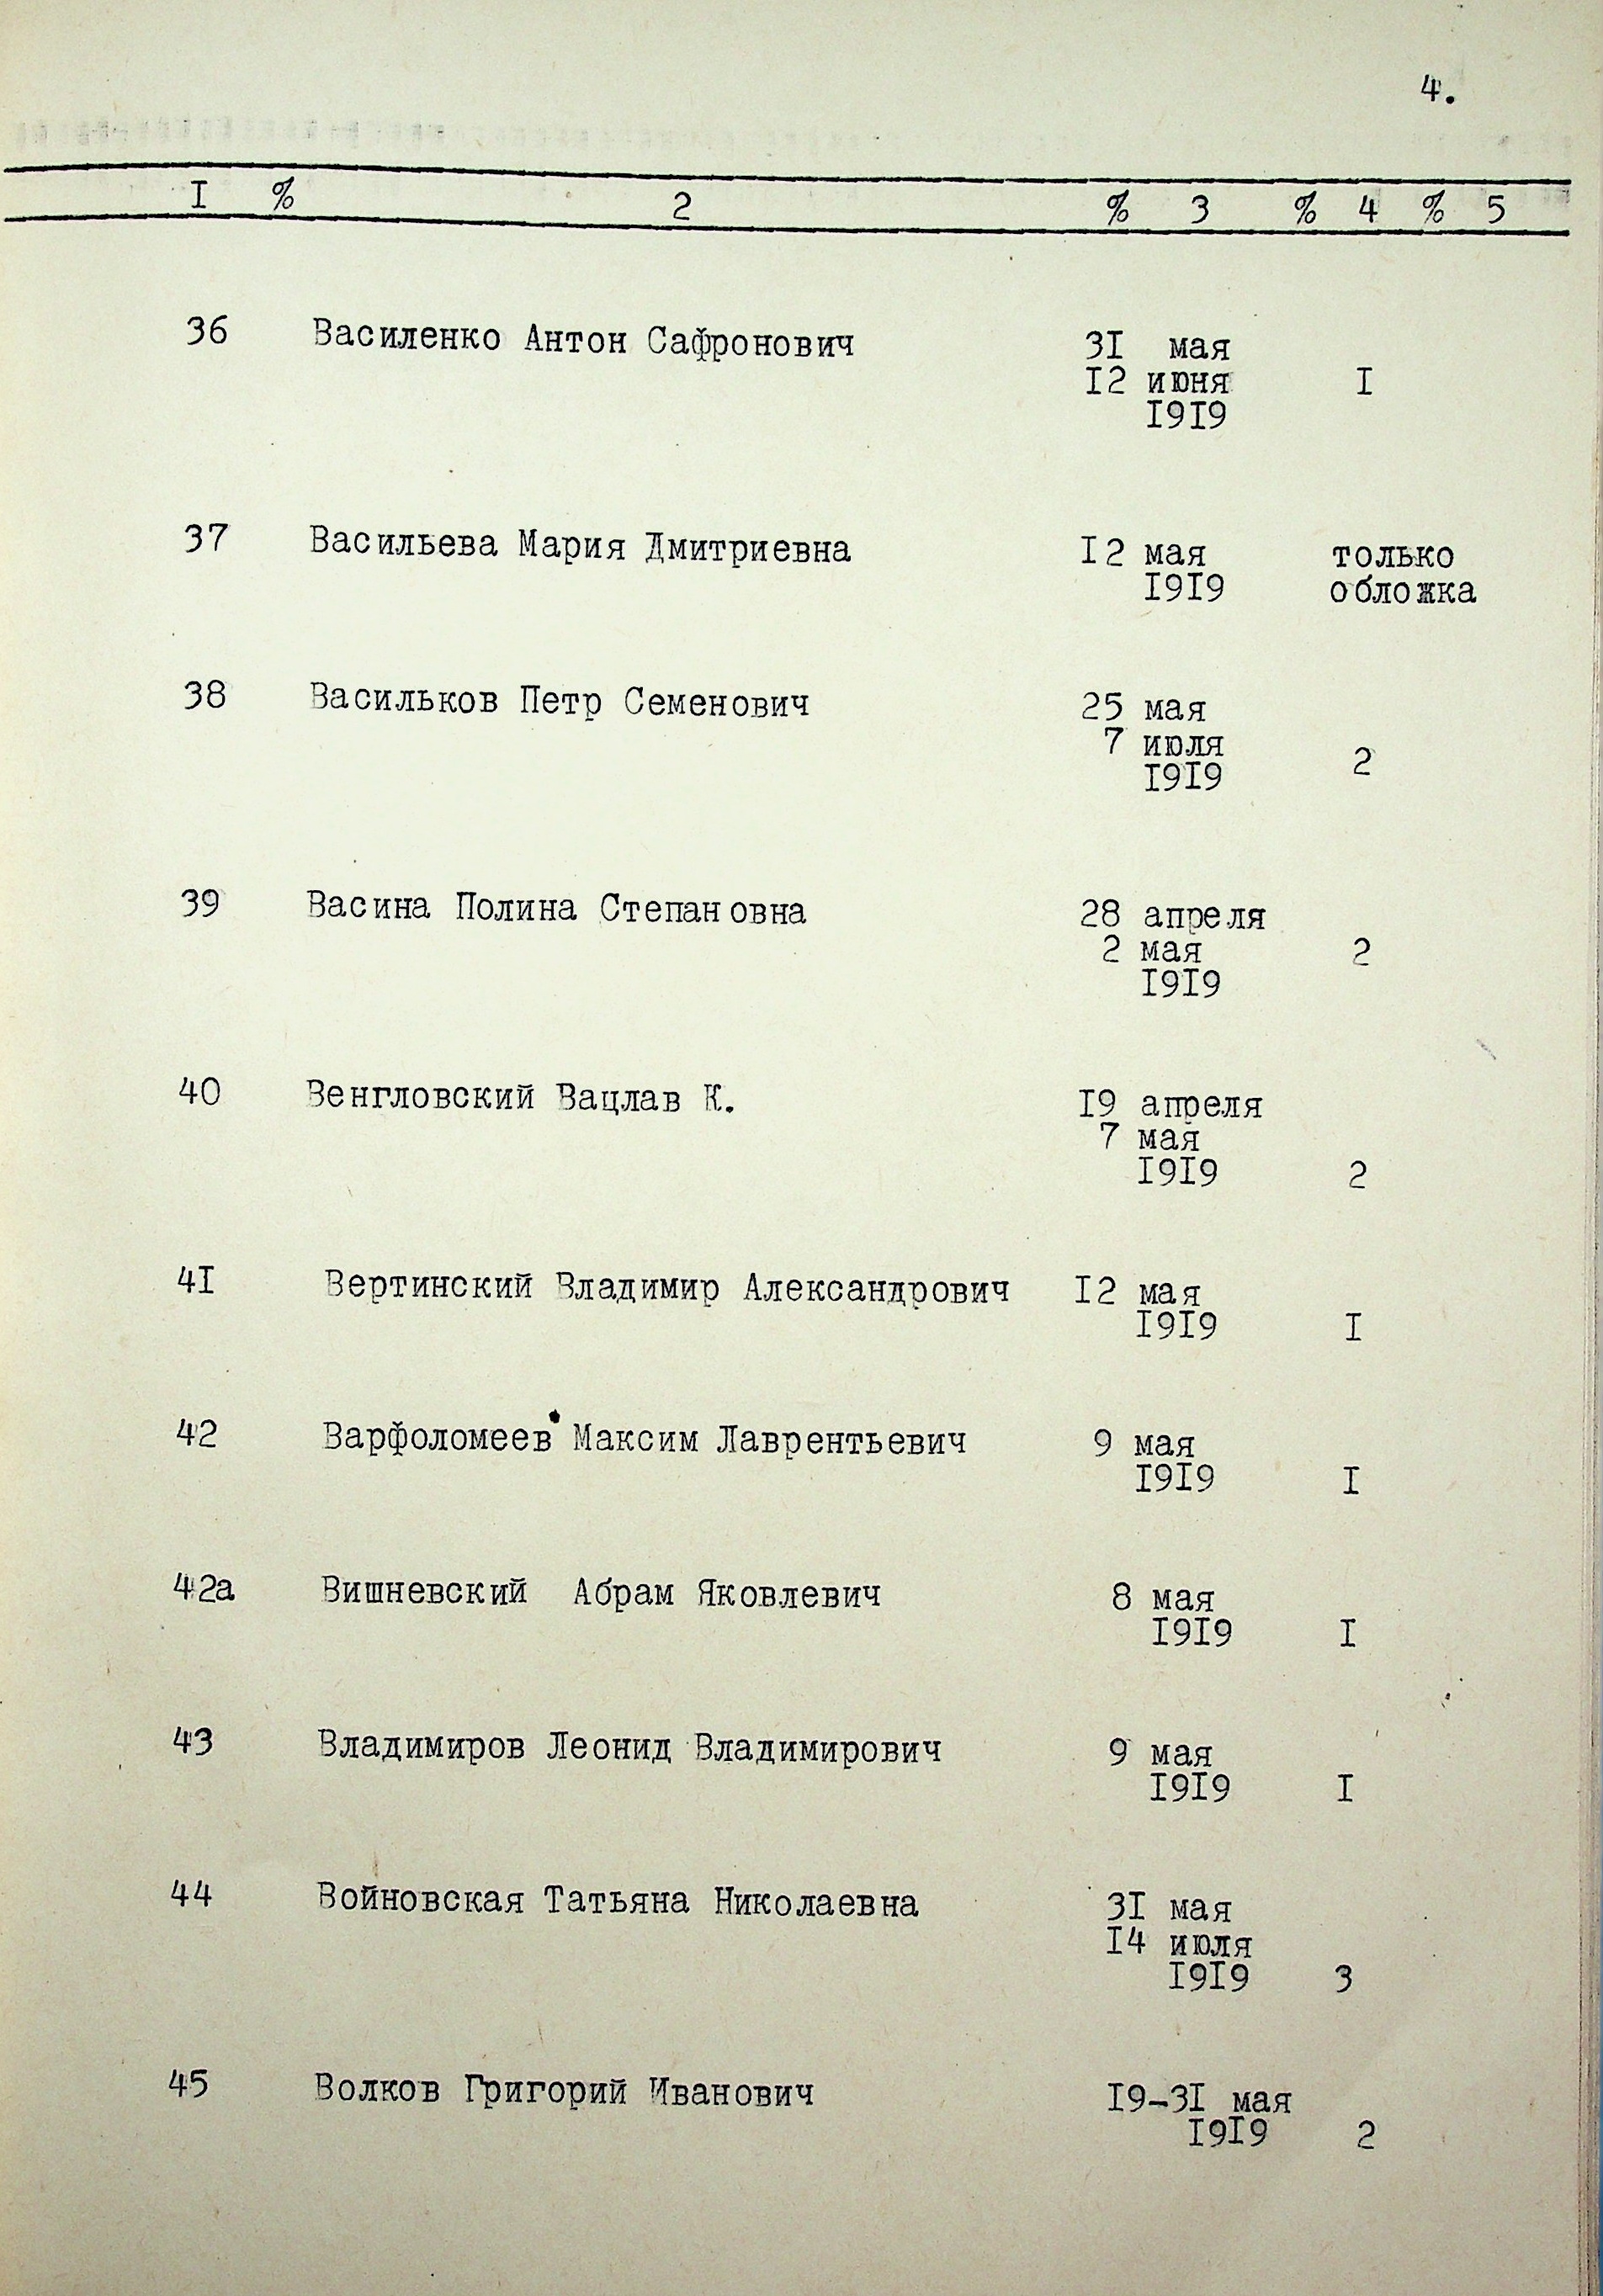 4.
I % 2 % 3 % 4 % 5
36 Василенко Антон Сафронович 31 мая
12 июня I
1919
37 Васильева Мария Дмитриевна 12 мая только
1919 обложка
38 Васильков Петр Семенович 25 мая
7 июля
1919 2
39 Васина Полина Степановна 28 апреля
2 мая 2
1919
40 Венгловский Вацлав К. 19 апреля
7 мая
1919 2
41 Вертинский Владимир Александрович 12 мая
1919 I
42 Варфоломеев Максим Лаврентьевич 9 мая
1919 I
42а Вишневский Абрам Яковлевич 8 мая
1919 I
43 Владимиров Леонид Владимирович 9 мая
1919 I
44 Войновская Татьяна Николаевна 31 мая
14 июля
1919 3
45 Волков Григорий Иванович 19-31 мая
1919 2